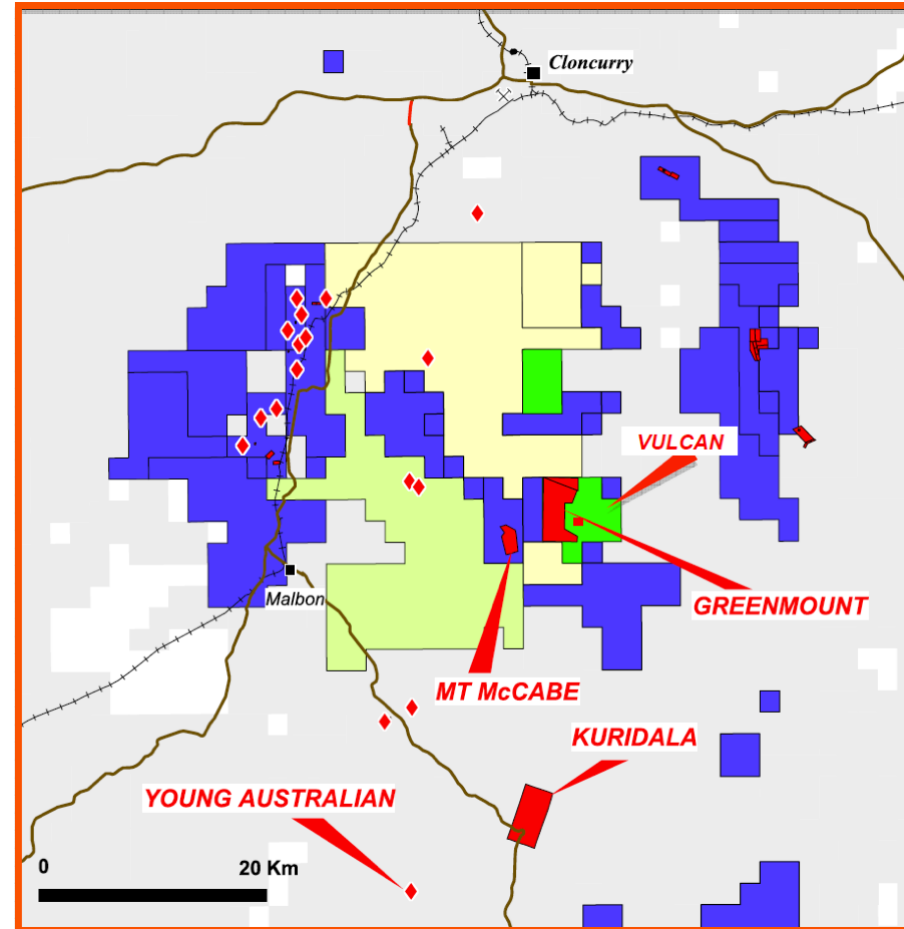 Cloncurry
VULCAN
GREENMOUNT
Malbon
MT McCABE
KURIDALA
YOUNG AUSTRALIAN
0 20 Km